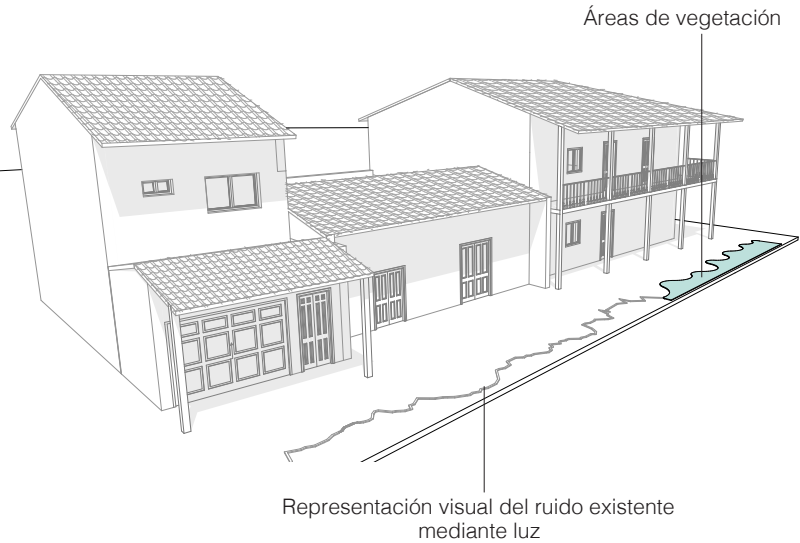 Áreas de vegetación
Representación visual del ruido existente
mediante luz